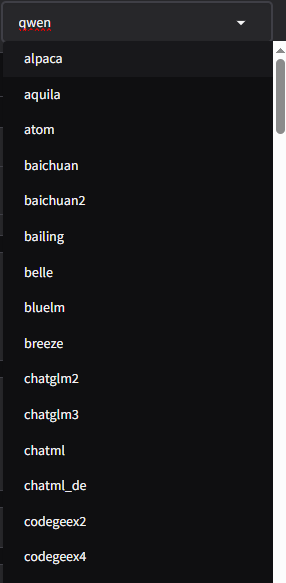 qwen
alpaca
aquila
atom
baichuan
baichuan2
bailing
belle
bluelm
breeze
chatglm2
chatglm3
chatml
chatml_de
codegeex2
codegeex4